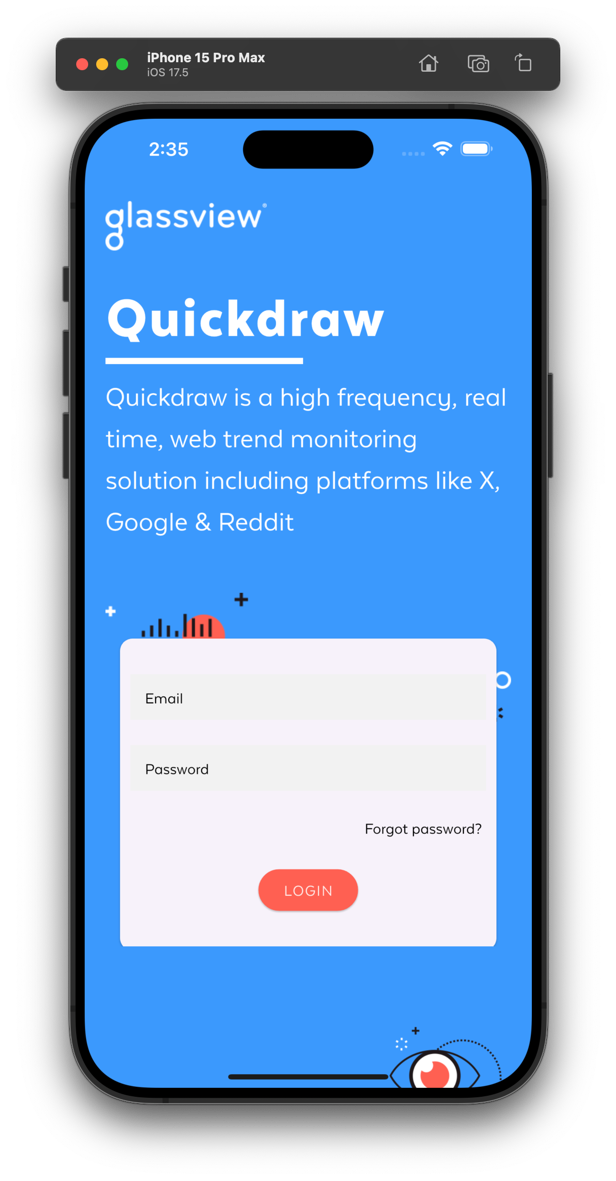 iPhone 15 Pro Max
iOS 17.5
2:35
glassview®
Quickdraw
Quickdraw is a high frequency, real
time, web trend monitoring
solution including platforms like X,
Google & Reddit
Email
Password
Forgot password?
LOGIN